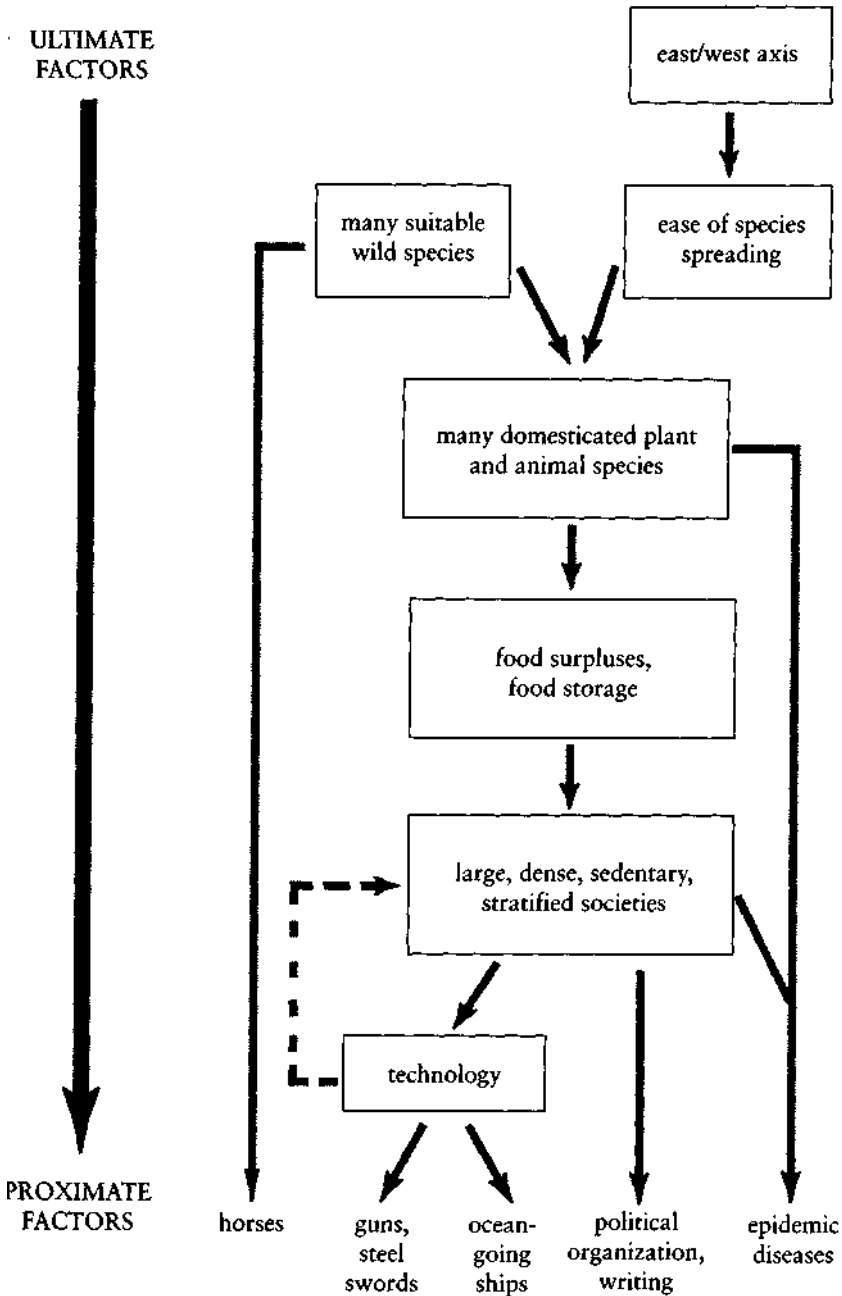 ULTIMATE
FACTORS
east/west axis
many suitable
wild species
ease of species
spreading
many domesticated plant
and animal species
food surpluses,
food storage
large, dense, sedentary,
stratified societies
technology
PROXIMATE
FACTORS
horses
guns,
steel
swords
ocean-
going
ships
political
organization,
writing
epidemic
diseases